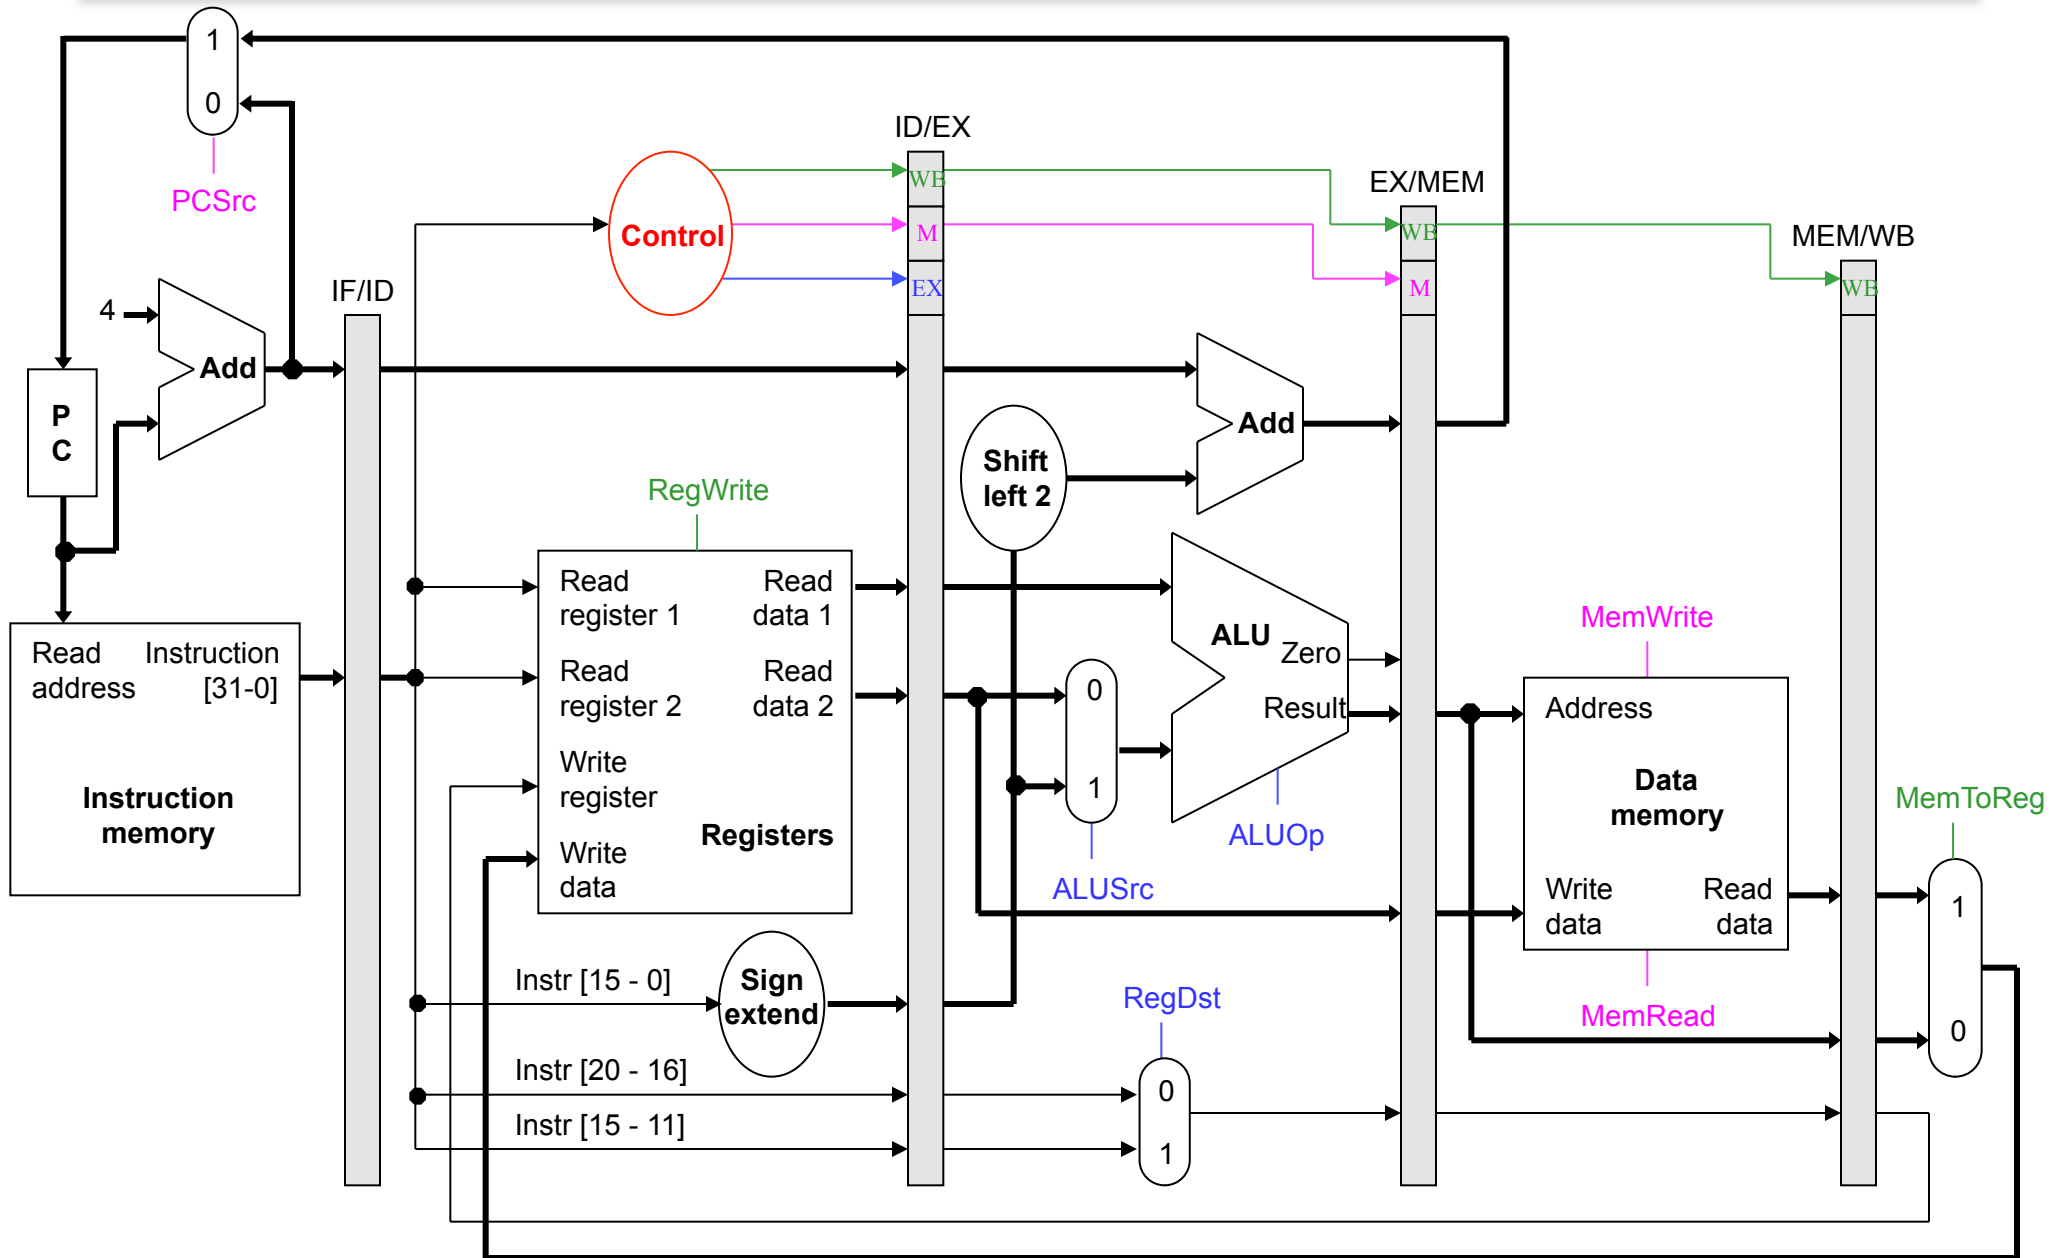 1
0
PCSrc
ID/EX
WB
M
EX
Control
EX/MEM
WB
M
MEM/WB
WB
IF/ID
4
Add
P
C
Add
Shift
left 2
RegWrite
Read
register 1
Read
data 1
Read
register 2
Read
data 2
Write
register
Write
data
Registers
Read
address
Instruction
[31-0]
Instruction
memory
0
1
ALUSrc
ALU
Zero
Result
ALUOp
MemWrite
Address
Data
memory
Write
data
Read
data
MemRead
MemToReg
1
0
Instr [15 - 0]
Sign
extend
RegDst
Instr [20 - 16]
0
Instr [15 - 11]
1